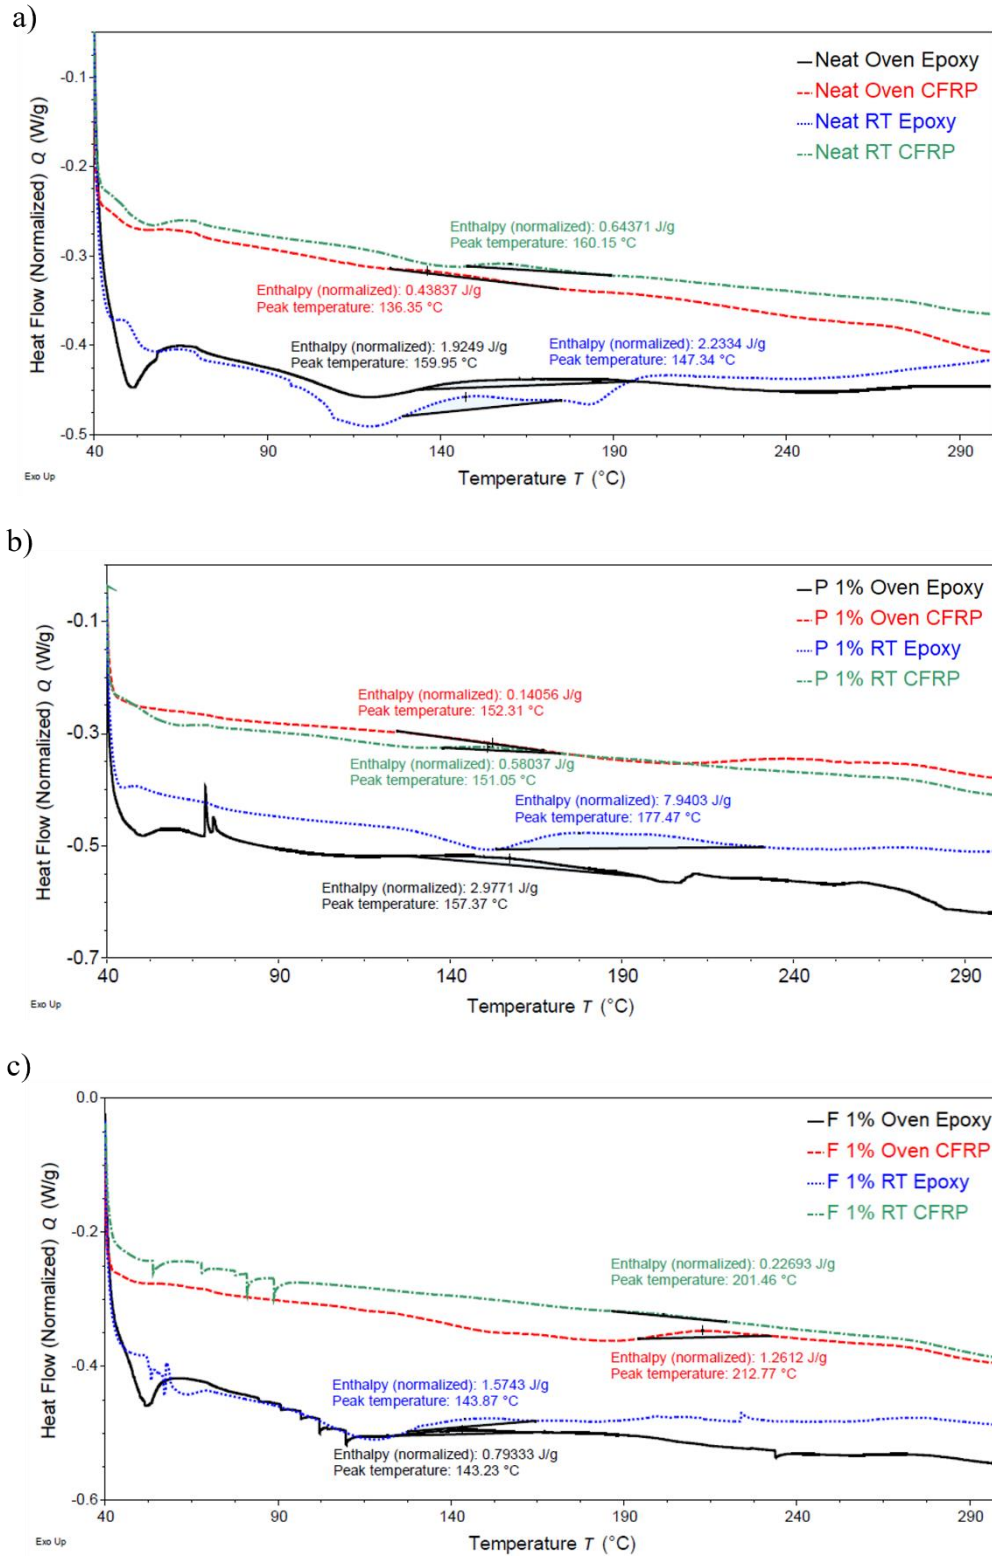 a)
Heat Flow (Normalized) Q (W/g)
-0.1
-0.2
-0.3
-0.4
-0.5
Neat Oven Epoxy
Neat Oven CFRP
Neat RT Epoxy
Neat RT CFRP
Enthalpy (normalized): 0.64371 J/g
Peak temperature: 160.15 °C
Enthalpy (normalized): 0.43837 J/g
Peak temperature: 136.35 °C
Enthalpy (normalized): 1.9249 J/g
Peak temperature: 159.95 °C
Enthalpy (normalized): 2.2334 J/g
Peak temperature: 147.34 °C
40 90 140 190 240 290
Exo Up
Temperature T (°C)
b)
Heat Flow (Normalized) Q (W/g)
-0.1
-0.3
-0.5
-0.7
P 1% Oven Epoxy
P 1% Oven CFRP
P 1% RT Epoxy
P 1% RT CFRP
Enthalpy (normalized): 0.14056 J/g
Peak temperature: 152.31 °C
Enthalpy (normalized): 0.58037 J/g
Peak temperature: 151.05 °C
Enthalpy (normalized): 7.9403 J/g
Peak temperature: 177.47 °C
Enthalpy (normalized): 2.9771 J/g
Peak temperature: 157.37 °C
40 90 140 190 240 290
Exo Up
Temperature T (°C)
c)
Heat Flow (Normalized) Q (W/g)
0.0
-0.2
-0.4
-0.6
F 1% Oven Epoxy
F 1% Oven CFRP
F 1% RT Epoxy
F 1% RT CFRP
Enthalpy (normalized): 0.22693 J/g
Peak temperature: 201.46 °C
Enthalpy (normalized): 1.2612 J/g
Peak temperature: 212.77 °C
Enthalpy (normalized): 1.5743 J/g
Peak temperature: 143.87 °C
Enthalpy (normalized): 0.79333 J/g
Peak temperature: 143.23 °C
40 90 140 190 240 290
Exo Up
Temperature T (°C)